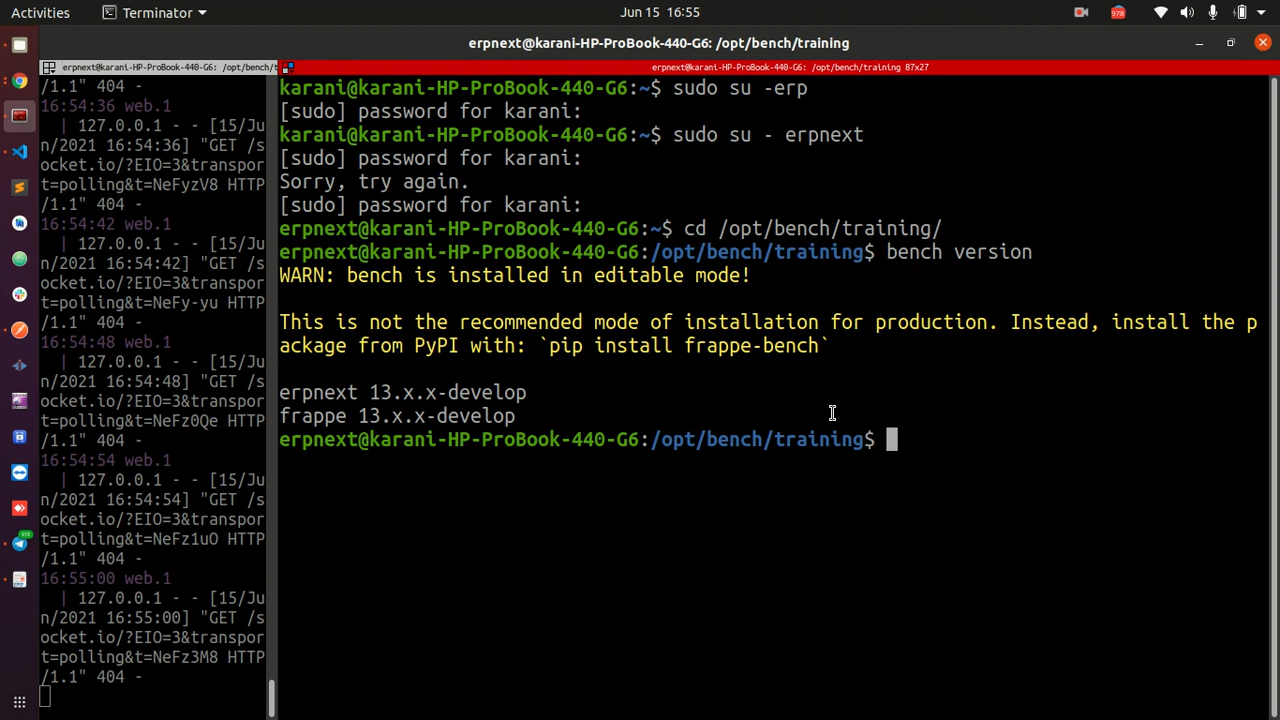 Activities
Terminator
Jun 15 16:55
978
erpnext@karani-HP-ProBook-440-G6: /opt/bench/training
erpnext@karani-HP-ProBook-440-G6: /opt/bench/t
/1.1" 404 -
16:54:36 web.1
| 127.0.0.1 - - [15/Ju
n/2021 16:54:36] "GET /s
ocket.io/?EIO=3&transpor
t=polling&t=NeFyzV8 HTTP
/1.1" 404 -
16:54:42 web.1
| 127.0.0.1 - - [15/Ju
n/2021 16:54:42] "GET /s
ocket.io/?EIO=3&transpor
t=polling&t=NeFy-yu HTTP
/1.1" 404 -
16:54:48 web.1
| 127.0.0.1 - - [15/Ju
n/2021 16:54:48] "GET /s
ocket.io/?EIO=3&transpor
t=polling&t=NeFz0Qe HTTP
/1.1" 404 -
16:54:54 web.1
| 127.0.0.1 - - [15/Ju
n/2021 16:54:54] "GET /s
ocket.io/?EIO=3&transpor
t=polling&t=NeFz1uO HTTP
/1.1" 404 -
16:55:00 web.1
| 127.0.0.1 - - [15/Ju
n/2021 16:55:00] "GET /s
ocket.io/?EIO=3&transpor
t=polling&t=NeFz3M8 HTTP
/1.1" 404 -
erpnext@karani-HP-ProBook-440-G6: /opt/bench/training 87x27
karani@karani-HP-ProBook-440-G6:~$ sudo su -erp
[sudo] password for karani:
karani@karani-HP-ProBook-440-G6:~$ sudo su - erpnext
[sudo] password for karani:
Sorry, try again.
[sudo] password for karani:
erpnext@karani-HP-ProBook-440-G6:~$ cd /opt/bench/training/
erpnext@karani-HP-ProBook-440-G6:/opt/bench/training$ bench version
WARN: bench is installed in editable mode!
This is not the recommended mode of installation for production. Instead, install the p
ackage from PyPI with: `pip install frappe-bench`
erpnext 13.x.x-develop
frappe 13.x.x-develop
erpnext@karani-HP-ProBook-440-G6:/opt/bench/training$